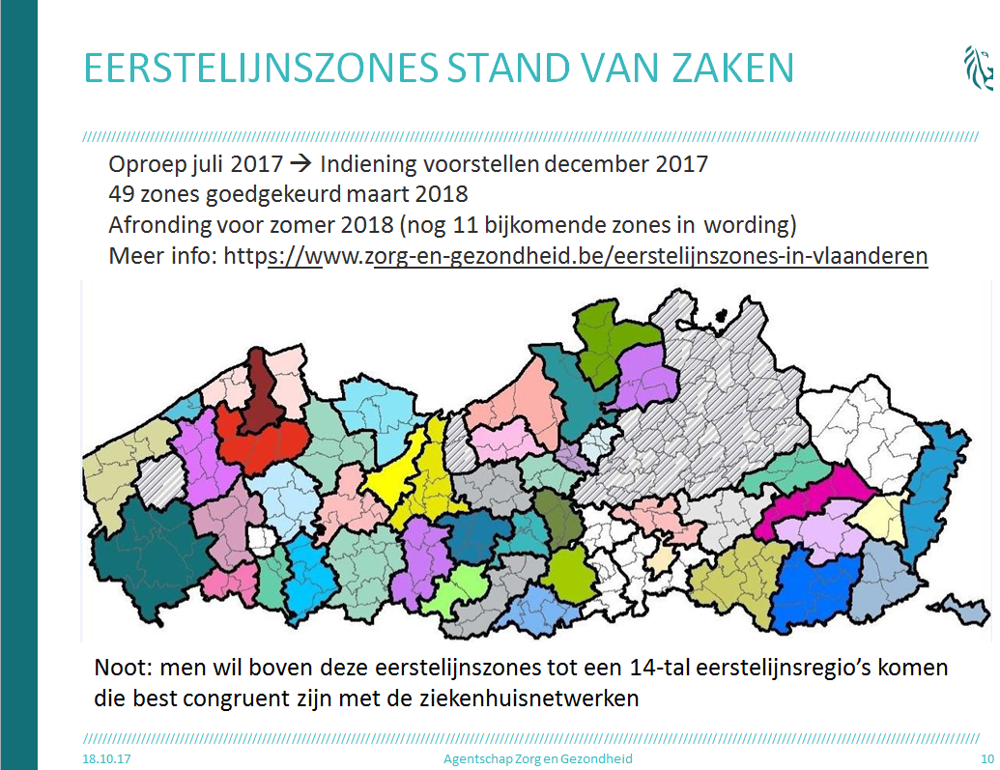 EERSTELIJNSZONES STAND VAN ZAKEN
Oproep juli 2017 → Indiening voorstellen december 2017
49 zones goedgekeurd maart 2018
Afronding voor zomer 2018 (nog 11 bijkomende zones in wording)
Meer info: https://www.zorg-en-gezondheid.be/eerstelijnszones-in-vlaanderen
Noot: men wil boven deze eerstelijnszones tot een 14-tal eerstelijnsregio’s komen
die best congruent zijn met de ziekenhuisnetwerken
18.10.17 Agentschap Zorg en Gezondheid 10